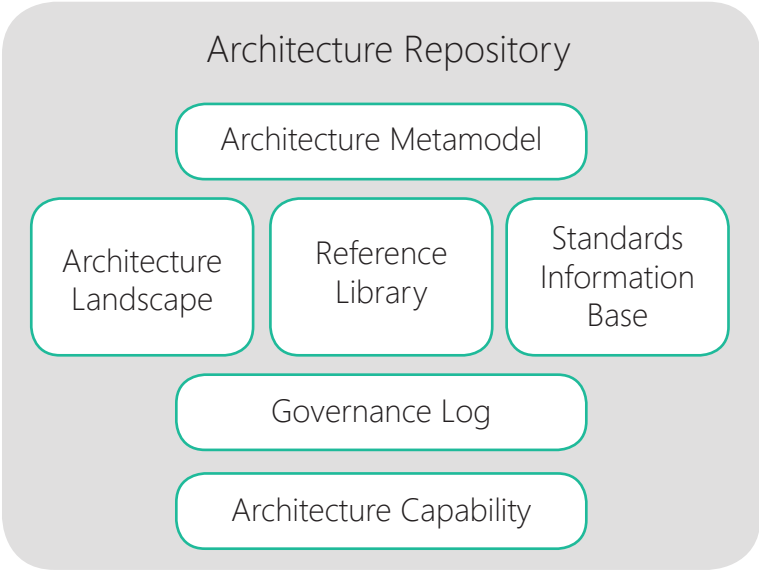 Architecture Repository
Architecture Metamodel
Architecture
Landscape
Reference
Library
Standards
Information
Base
Governance Log
Architecture Capability